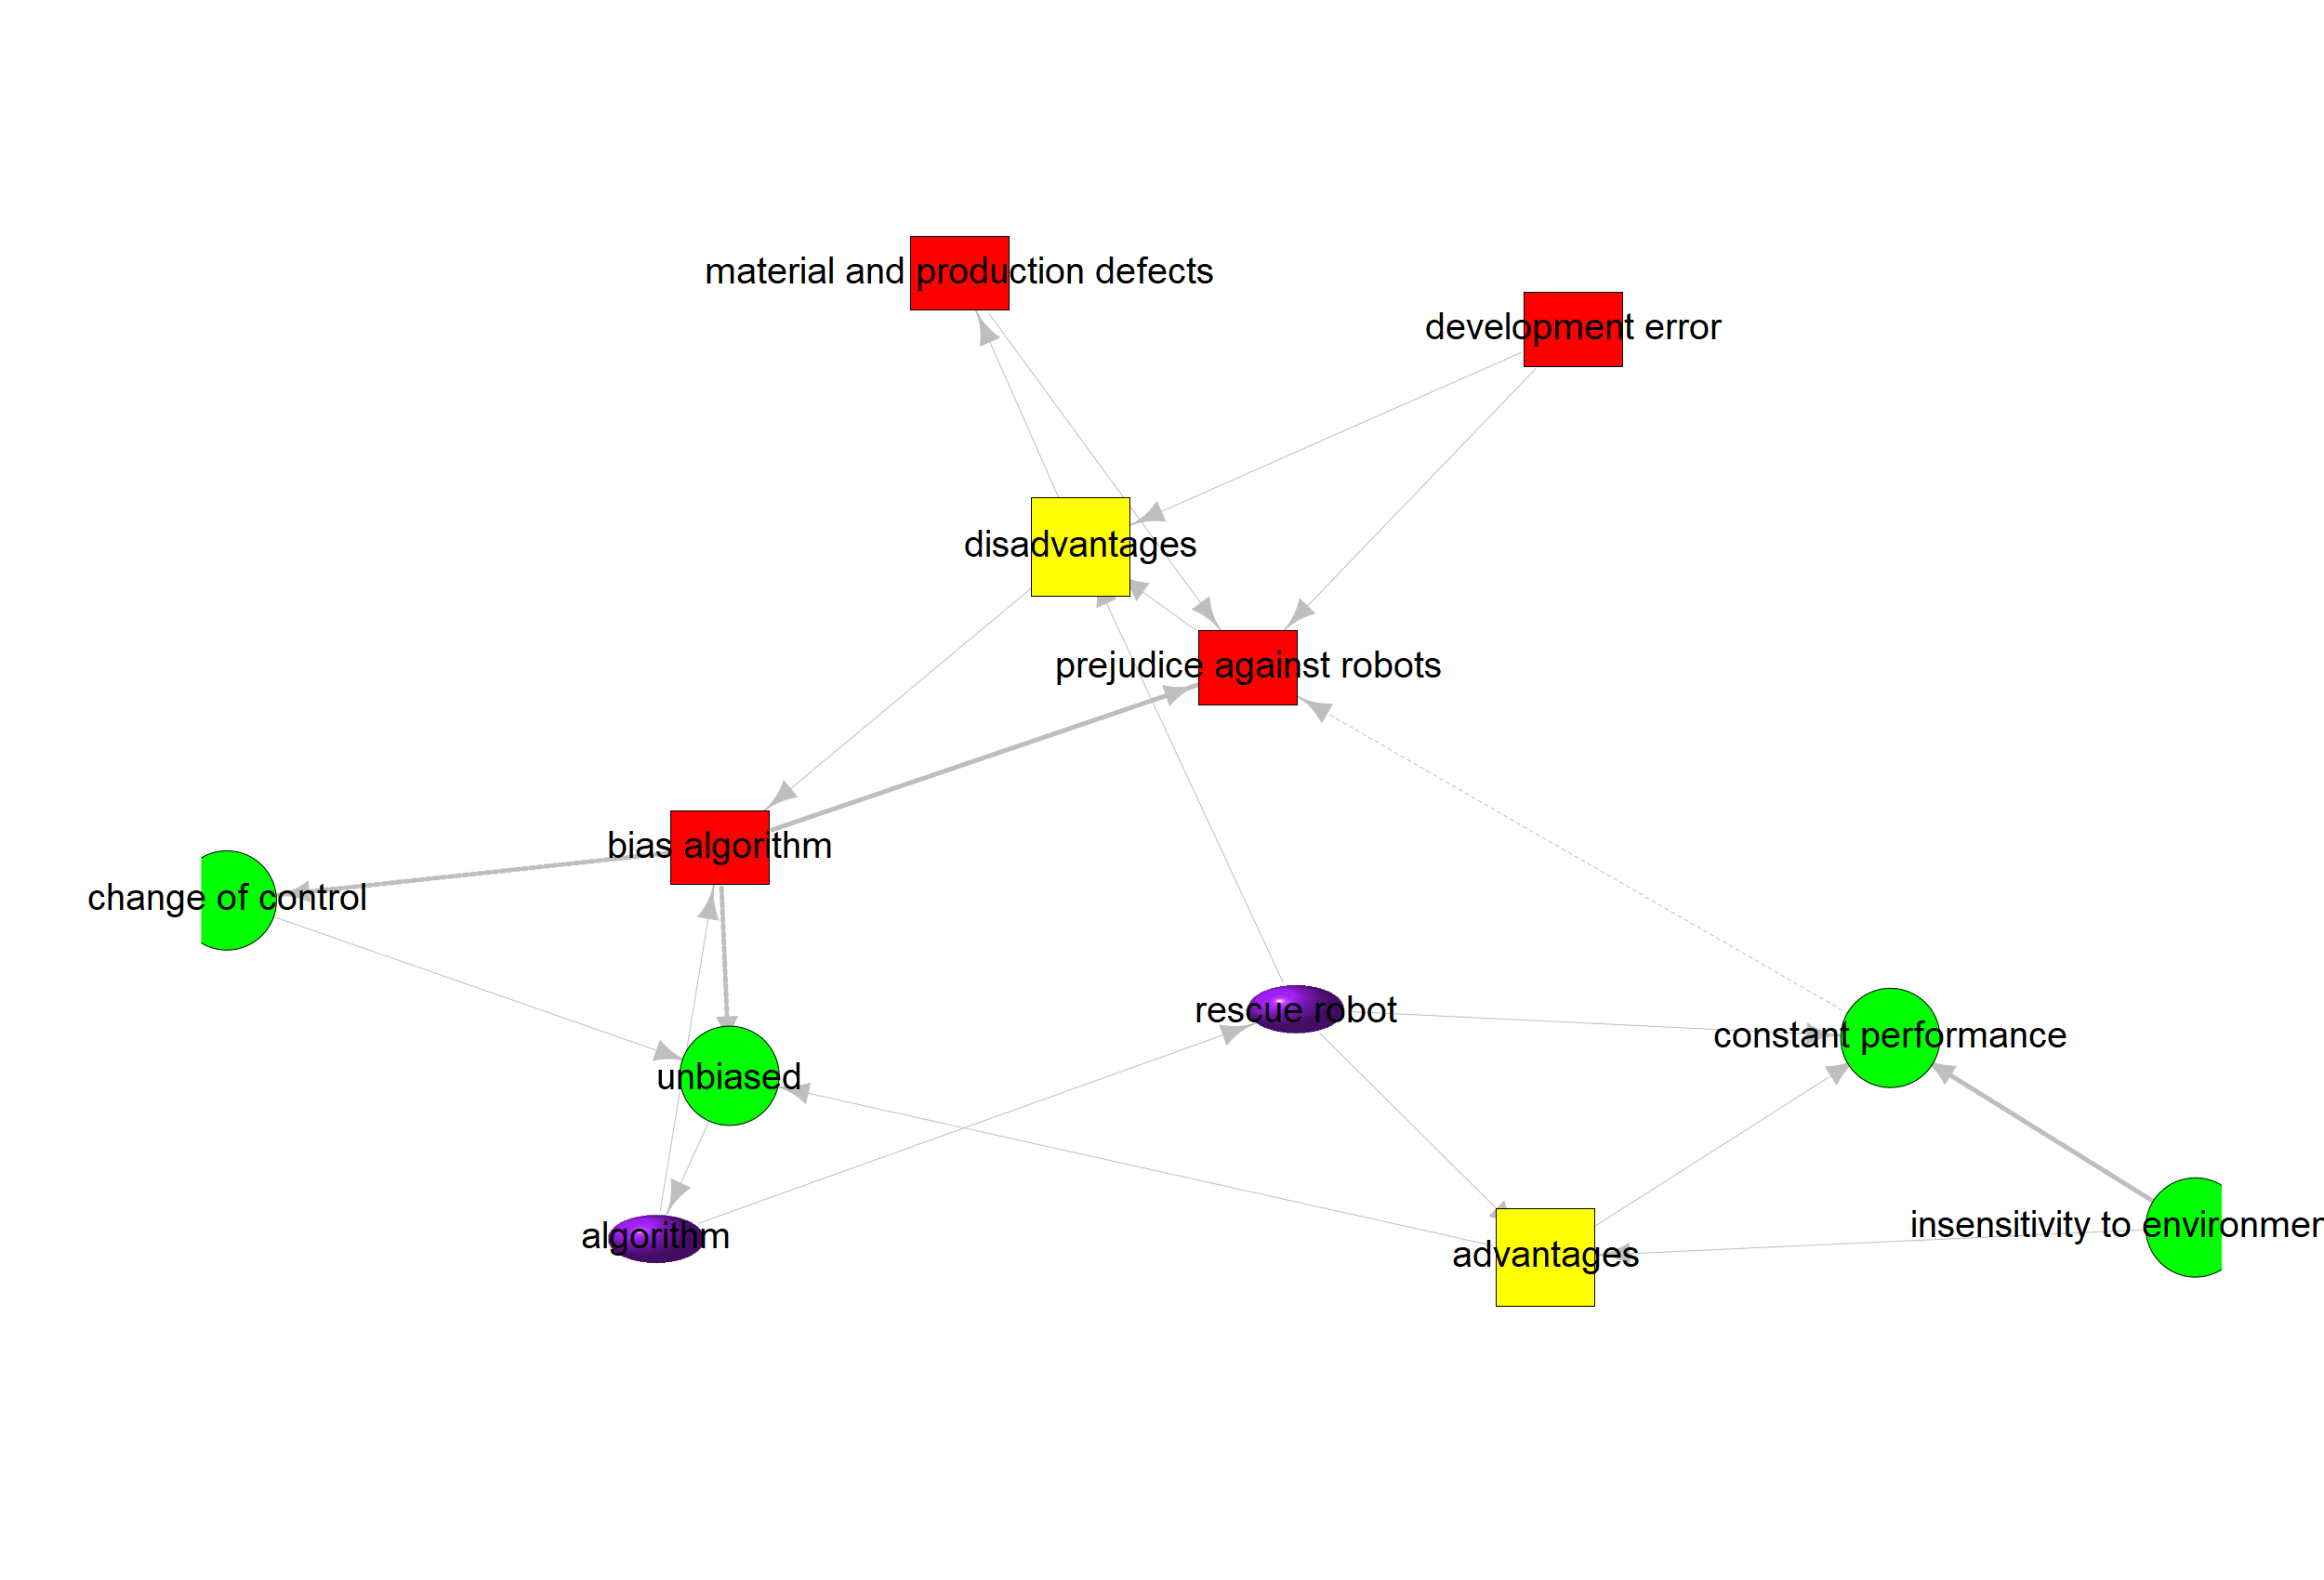 material and production defects
development error
disadvantages
prejudice against robots
bias algorithm
change of control
rescue robot
constant performance
unbiased
insensitivity to environmen
algorithm
advantages